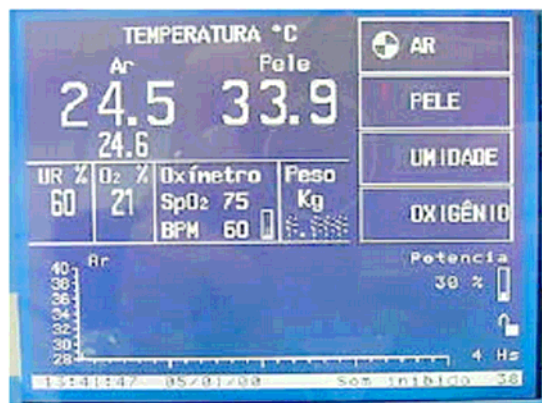 TEMPERATURA °C
Ar Pele
24.5 33.9
24.6
AR
PELE
UMIDADE
OXIGÊNIO
UR % O2 % Oxímetro Peso
60 21 SpO2 75 Kg
BPM 60
Ar Potencia
30 %
40
38
36
34
32
30
28
4 Hs
13:41:47 05/01/00 Som inibido 38